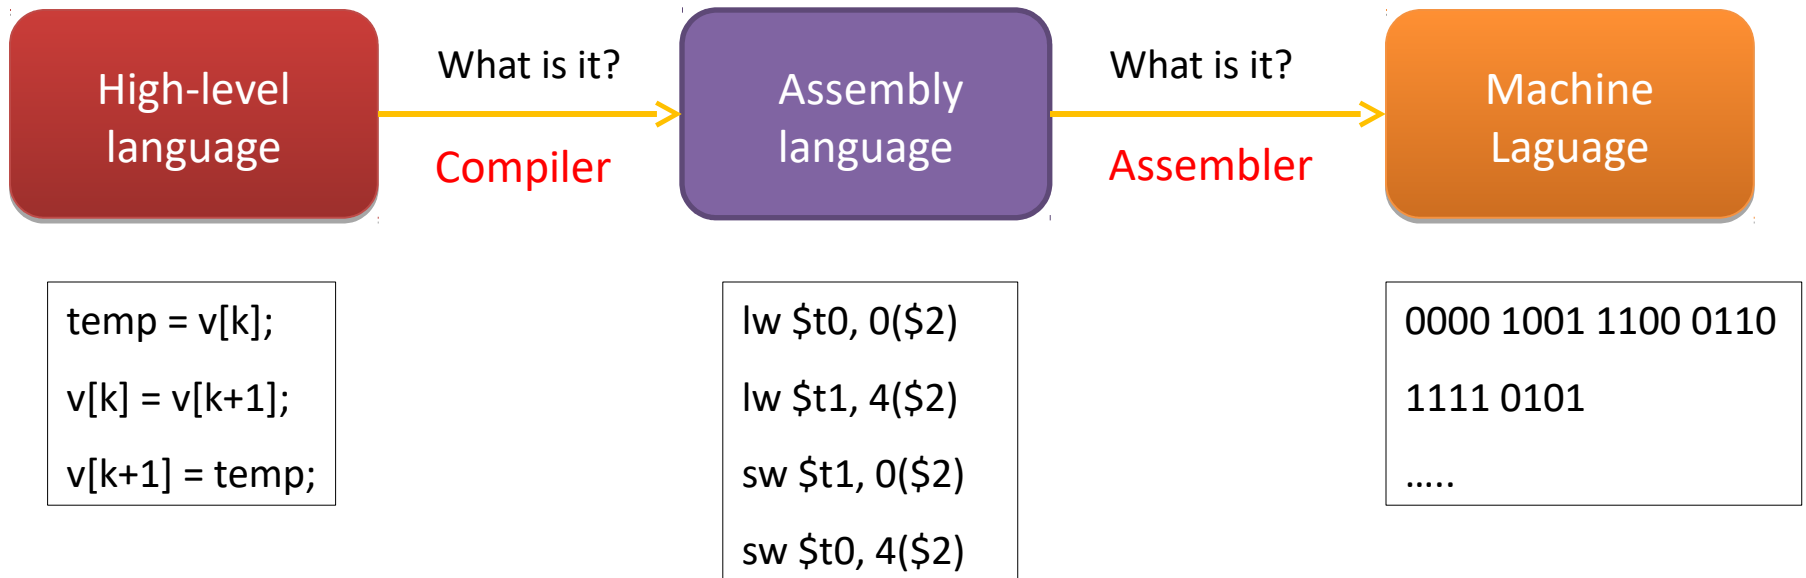 High-level
language
What is it?
Compiler
Assembly
language
What is it?
Assembler
Machine
Laguage
temp = v[k];
v[k] = v[k+1];
v[k+1] = temp;
lw $t0, 0($2)
lw $t1, 4($2)
sw $t1, 0($2)
sw $t0, 4($2)
0000 1001 1100 0110
1111 0101
.....